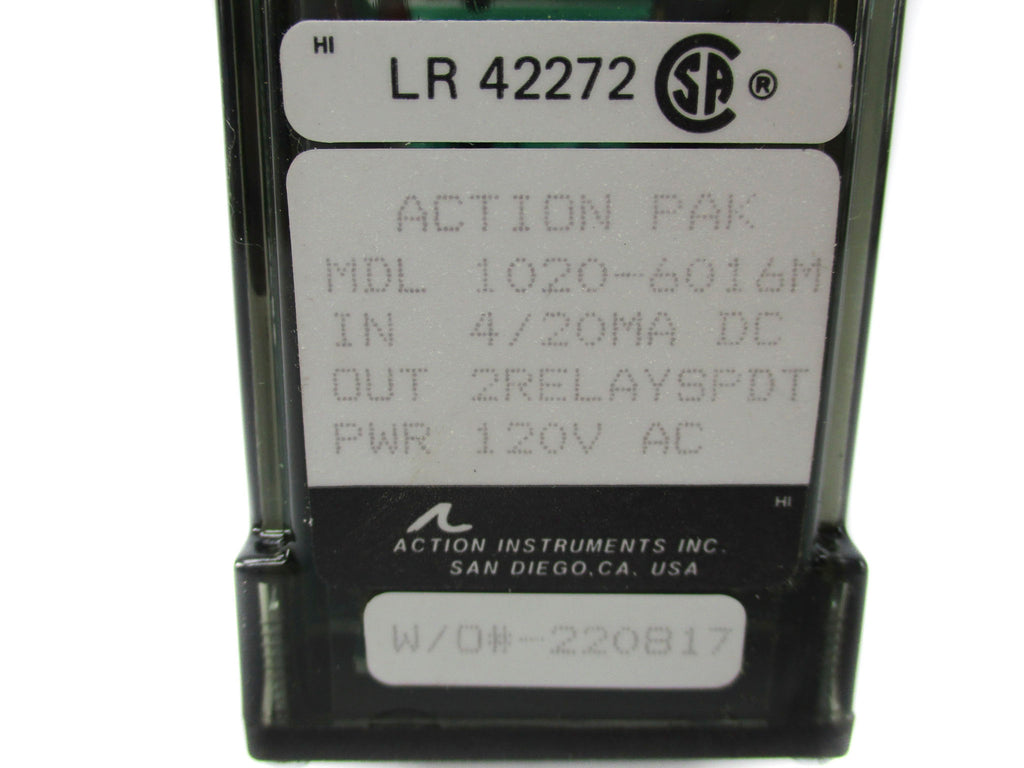 HI
LR 42272 CSA ®
ACTION PAK
MDL 1020-6016M
IN 4/20MA DC
OUT 2RELAYSPDT
PWR 120V AC
HI
ACTION INSTRUMENTS INC.
SAN DIEGO, CA. USA
W/O#-220817